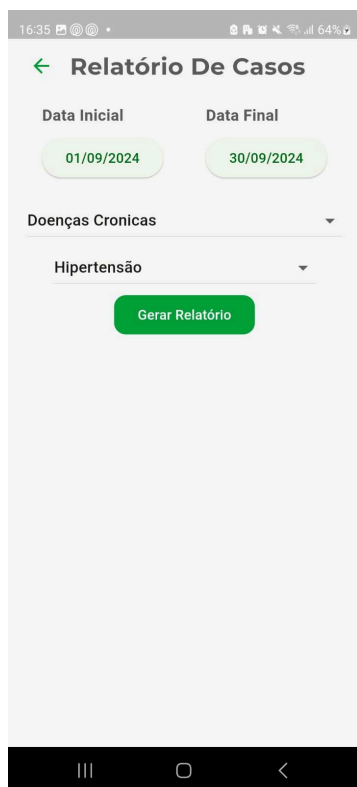 16:35 64%
Relatório De Casos
Data Inicial Data Final
01/09/2024 30/09/2024
Doenças Cronicas
Hipertensão
Gerar Relatório